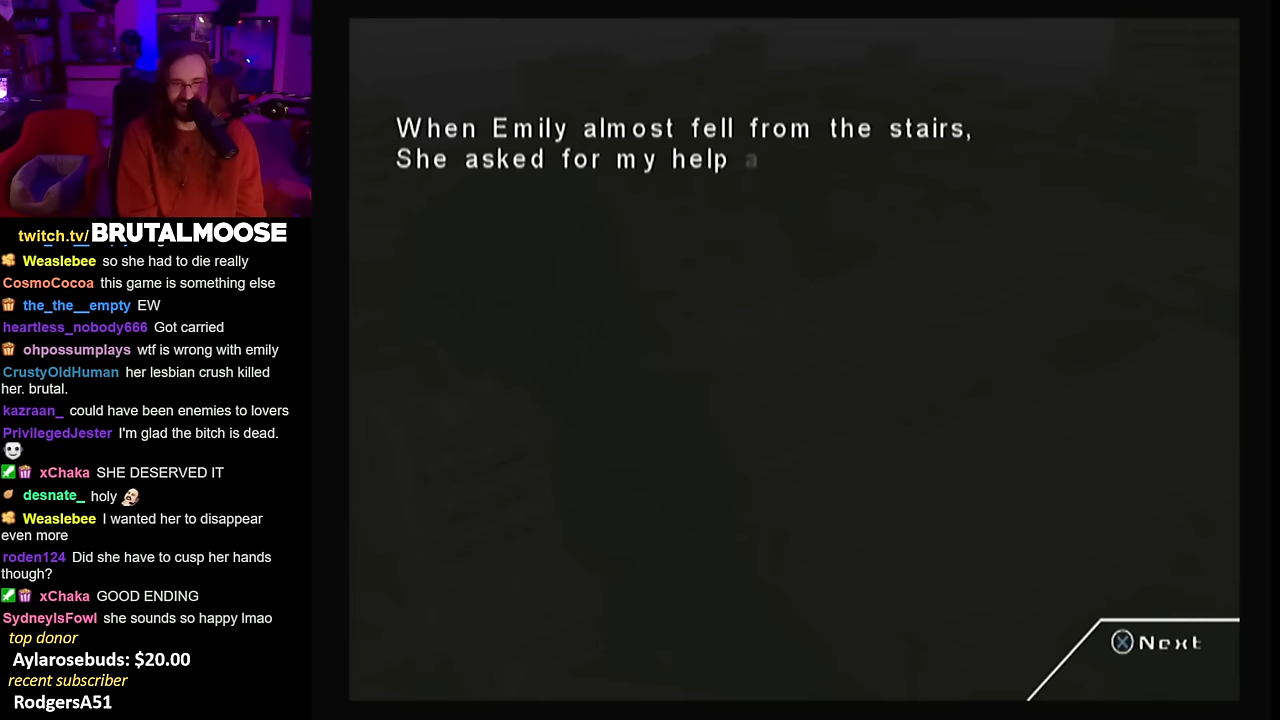 When Emily almost fell from the stairs,
She asked for my help a
twitch.tv/BRUTALMOOSE
Weaslebee so she had to die really
CosmoCocoa this game is something else
the_the__empty EW
heartless_nobody666 Got carried
ohpossumplays wtf is wrong with emily
CrustyOldHuman her lesbian crush killed
her. brutal.
kazraan_ could have been enemies to lovers
PrivilegedJester I'm glad the bitch is dead.
xChaka SHE DESERVED IT
desnate_ holy
Weaslebee I wanted her to disappear
even more
roden124 Did she have to cusp her hands
though?
xChaka GOOD ENDING
SydneyIsFowl she sounds so happy lmao
top donor
Aylarosebuds: $20.00
recent subscriber
RodgersA51
Next